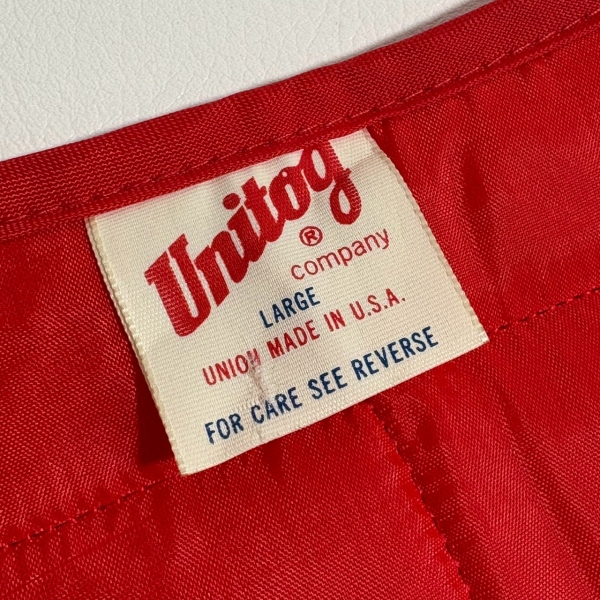 Unitog
®
company
LARGE
UNION MADE IN U.S.A.
FOR CARE SEE REVERSE